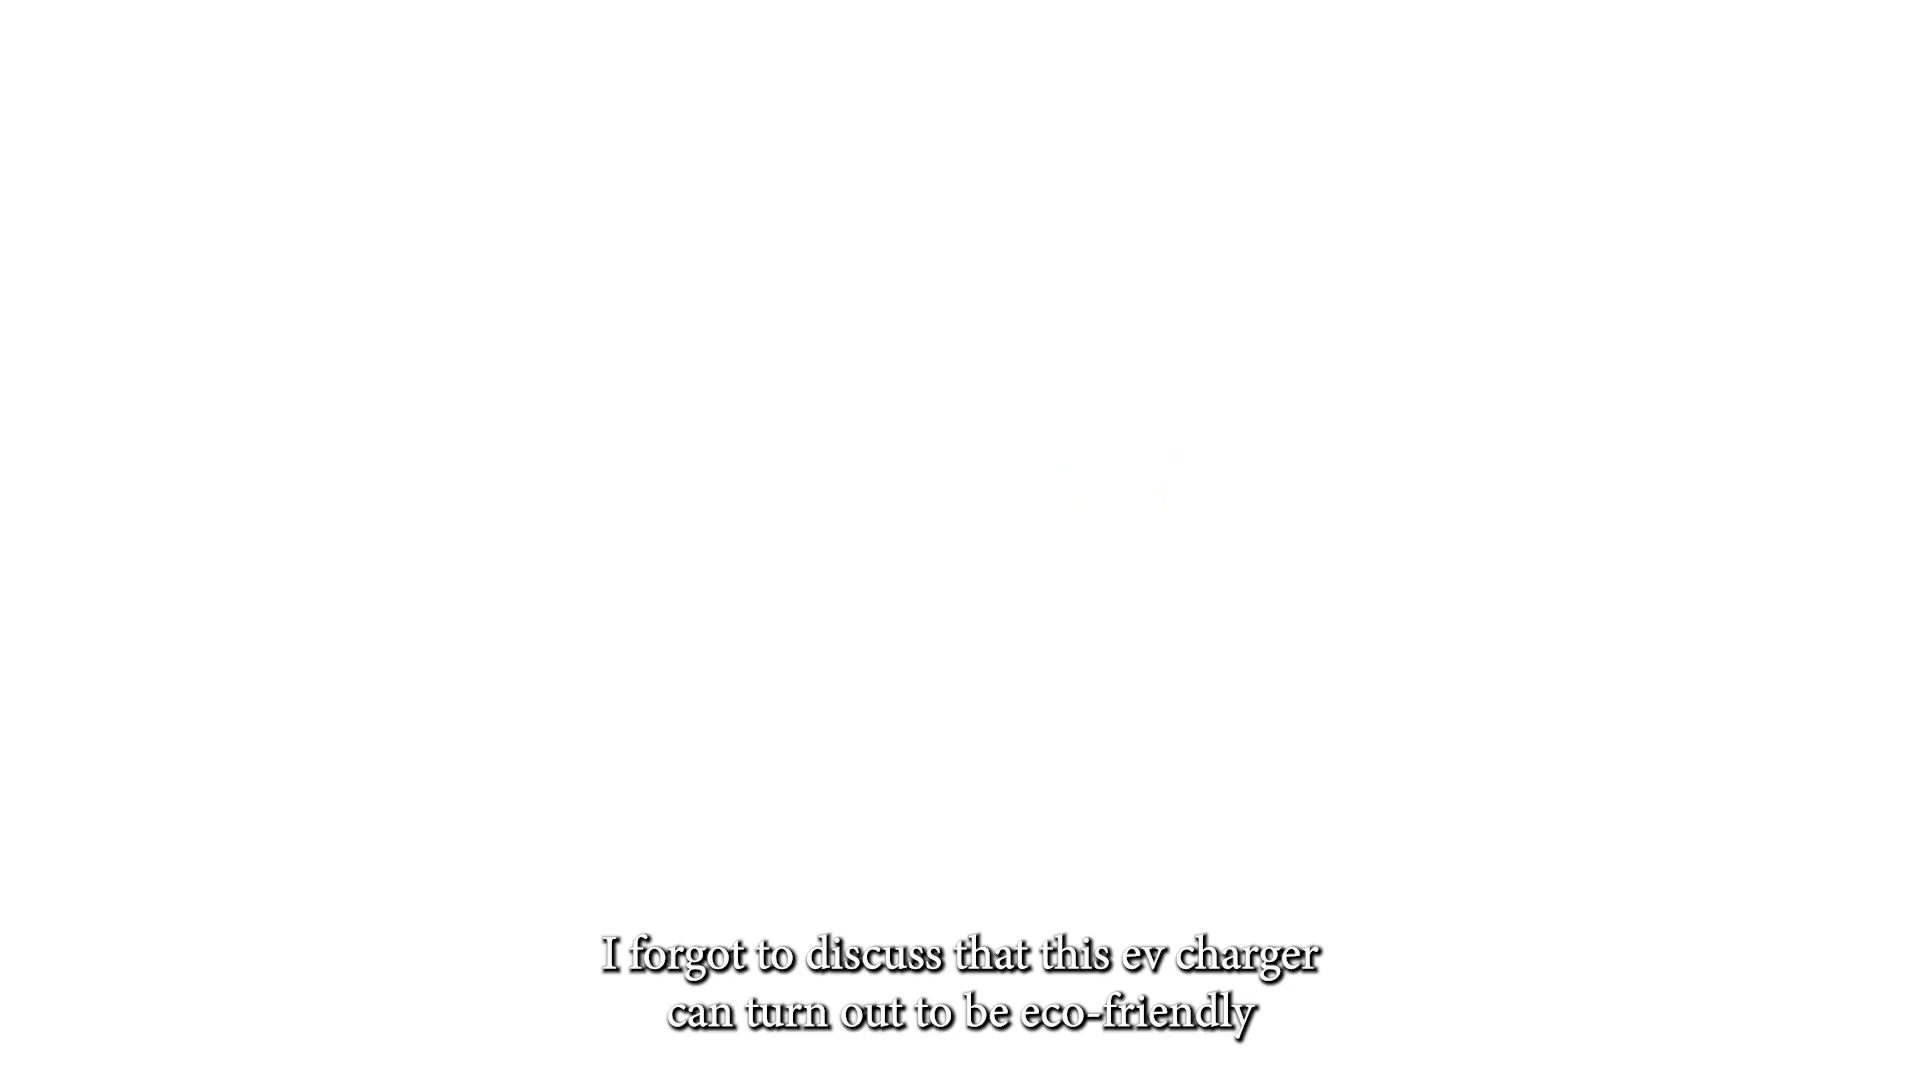 I forgot to discuss that this ev charger
can turn out to be eco-friendly